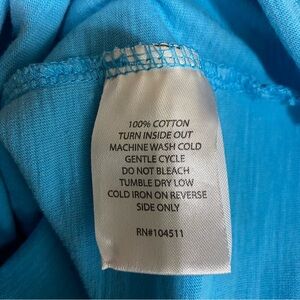 100% COTTON
TURN INSIDE OUT
MACHINE WASH COLD
GENTLE CYCLE
DO NOT BLEACH
TUMBLE DRY LOW
COLD IRON ON REVERSE
SIDE ONLY
RN#104511